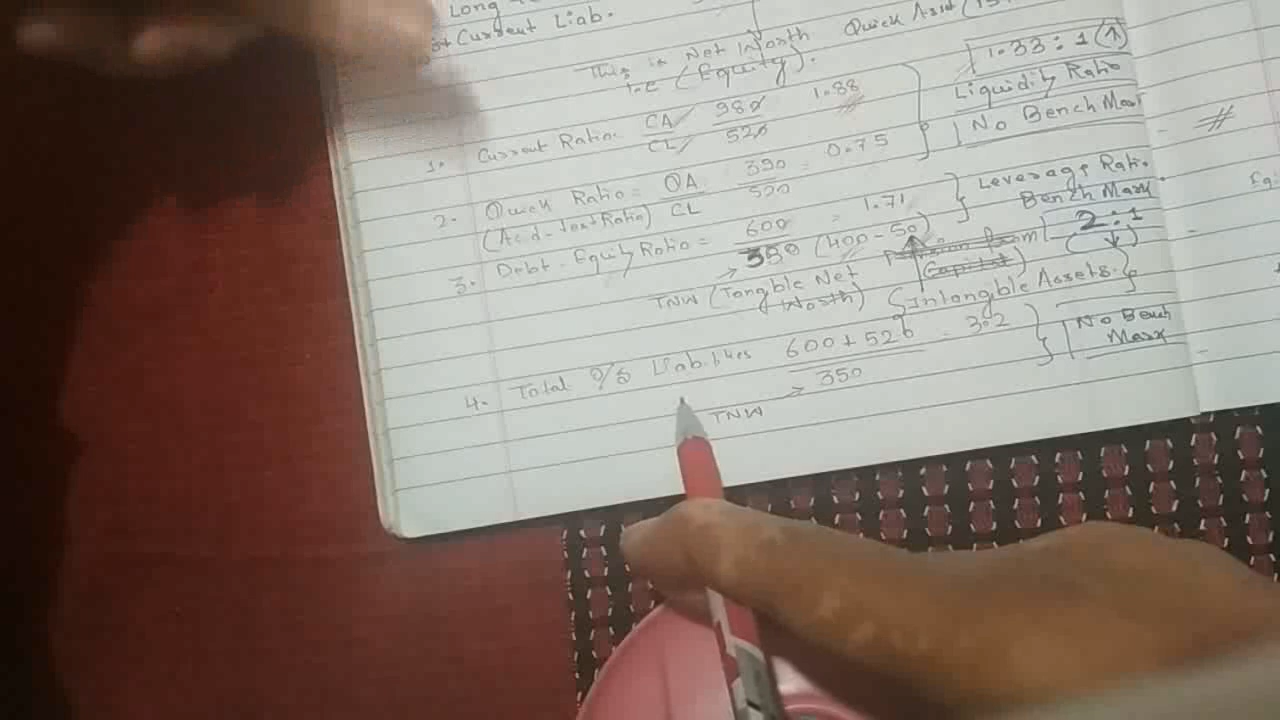 Long
Current Liab.
This is Net Worth
i.e (Equity).
Quick Asset
1.33:1 (↑)
Liquidity Ratio
No Bench Mark
1. Current Ratio = CA/CL 980/520 1.88
2. Quick Ratio = QA/CL 390/520 = 0.75
(Acid-test Ratio)
3. Debt-Equity Ratio = 600/350 (400-50) = 1.71
Leverage Ratio
Bench Mark
2:1
(↓)
TNW (Tangible Net
Worth)
Capital)
Intangible Assets.
4. Total O/S Liabilities 600+520/350 = 3.2
TNW
No Bench
Mark